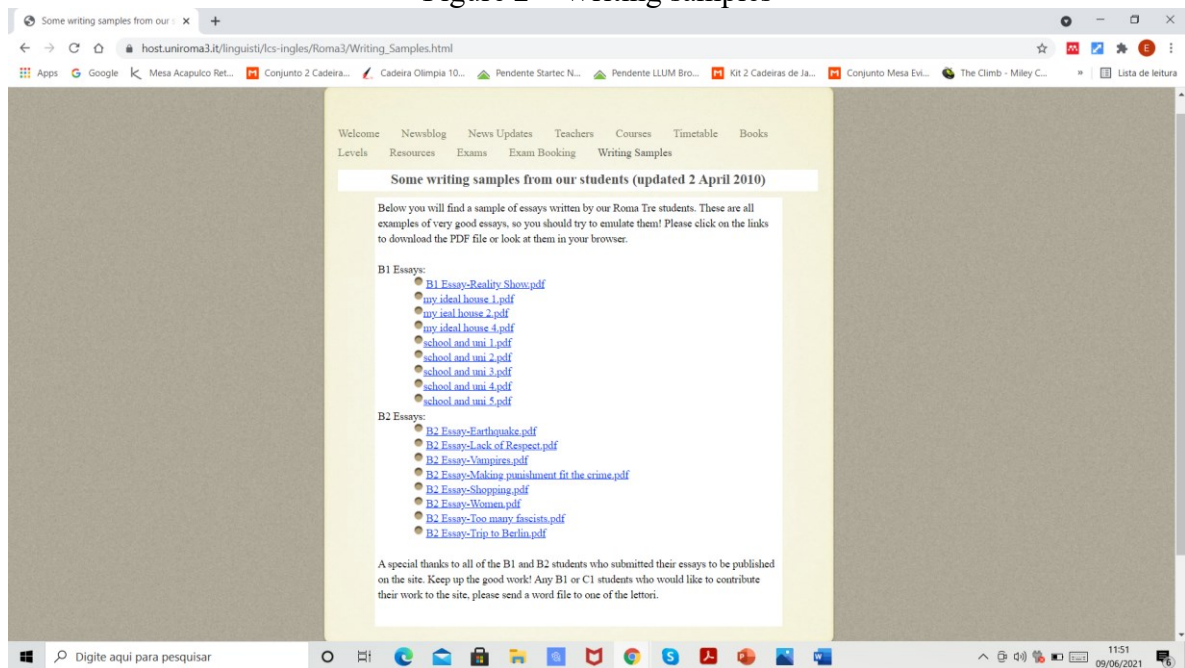 Some writing samples from our s
host.uniroma3.it/linguisti/lcs-ingles/Roma3/Writing_Samples.html
Apps Google Mesa Acapulco Ret... Conjunto 2 Cadeira... Cadeira Olimpia 10... Pendente Startec N... Pendente LLUM Bro... Kit 2 Cadeiras de Ja... Conjunto Mesa Evi... The Climb - Miley C... » Lista de leitura
Welcome Newsblog News Updates Teachers Courses Timetable Books
Levels Resources Exams Exam Booking Writing Samples
Some writing samples from our students (updated 2 April 2010)
Below you will find a sample of essays written by our Roma Tre students. These are all
examples of very good essays, so you should try to emulate them! Please click on the links
to download the PDF file or look at them in your browser.
B1 Essays:
B1 Essay-Reality Show.pdf
my ideal house 1.pdf
my ieal house 2.pdf
my ideal house 4.pdf
school and uni 1.pdf
school and uni 2.pdf
school and uni 3.pdf
school and uni 4.pdf
school and uni 5.pdf
B2 Essays:
B2 Essay-Earthquake.pdf
B2 Essay-Lack of Respect.pdf
B2 Essay-Vampires.pdf
B2 Essay-Making punishment fit the crime.pdf
B2 Essay-Shopping.pdf
B2 Essay-Women.pdf
B2 Essay-Too many fascists.pdf
B2 Essay-Trip to Berlin.pdf
A special thanks to all of the B1 and B2 students who submitted their essays to be published
on the site. Keep up the good work! Any B1 or C1 students who would like to contribute
their work to the site, please send a word file to one of the lettori.
Digite aqui para pesquisar
11:51
09/06/2021